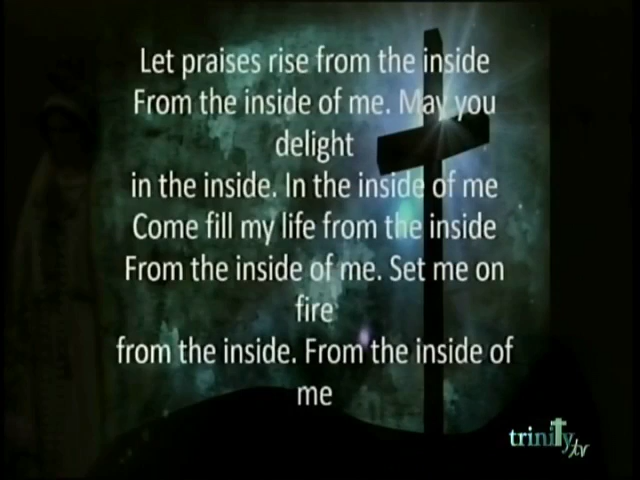 Let praises rise from the inside
From the inside of me. May you
delight
in the inside. In the inside of me
Come fill my life from the inside
From the inside of me. Set me on
fire
from the inside. From the inside of
me
trinity tv